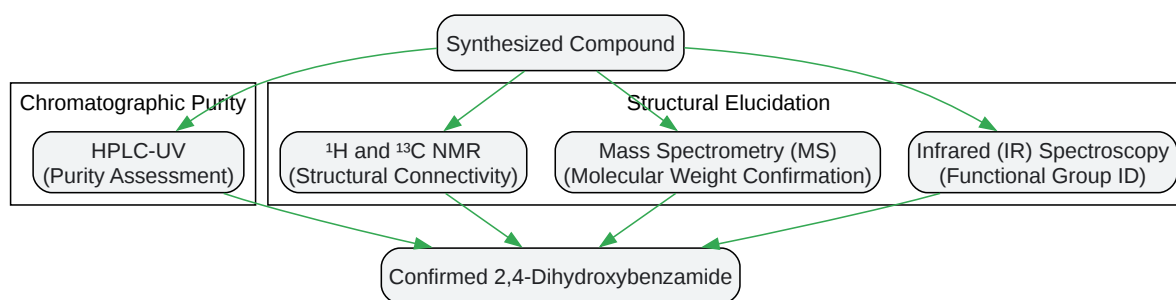 Synthesized Compound
Chromatographic Purity
Structural Elucidation
HPLC-UV
(Purity Assessment)
¹H and ¹³C NMR
(Structural Connectivity)
Mass Spectrometry (MS)
(Molecular Weight Confirmation)
Infrared (IR) Spectroscopy
(Functional Group ID)
Confirmed 2,4-Dihydroxybenzamide